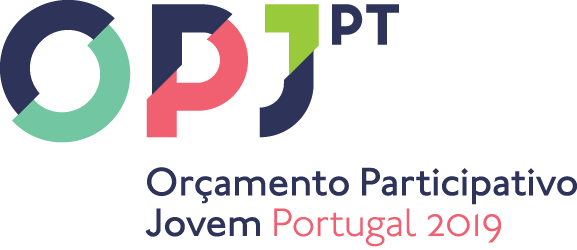 OPJ PT
Orçamento Participativo
Jovem Portugal 2019